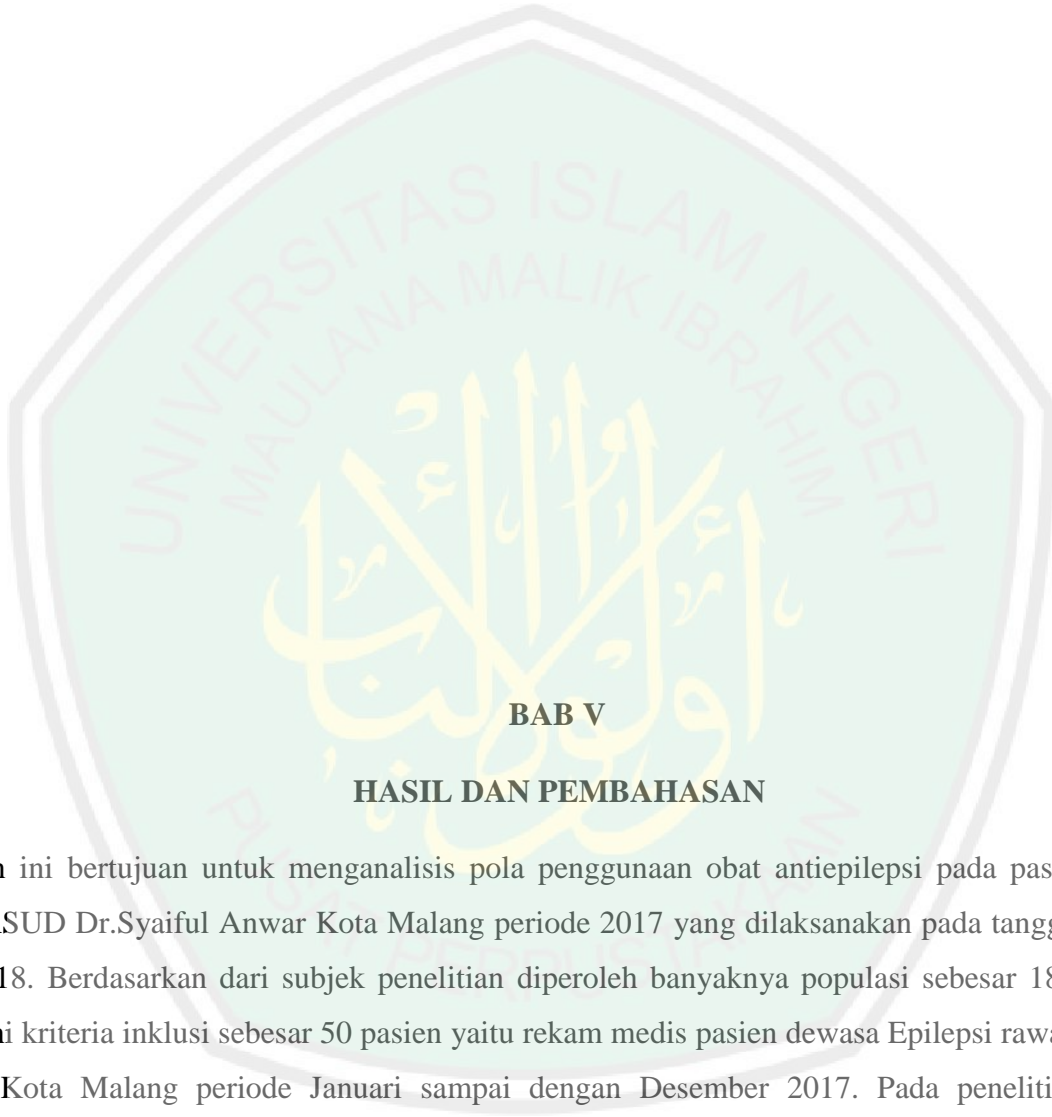 UNIVERSITAS ISLAM NEGERI
MAULANA MALIK IBRAHIM
BAB V
HASIL DAN PEMBAHASAN
ini bertujuan untuk menganalisis pola penggunaan obat antiepilepsi pada pas
SUD Dr.Syaiful Anwar Kota Malang periode 2017 yang dilaksanakan pada tangg
18. Berdasarkan dari subjek penelitian diperoleh banyaknya populasi sebesar 18
i kriteria inklusi sebesar 50 pasien yaitu rekam medis pasien dewasa Epilepsi rawa
Kota Malang periode Januari sampai dengan Desember 2017. Pada peneliti
PUSAT PERPUSTAKAAN